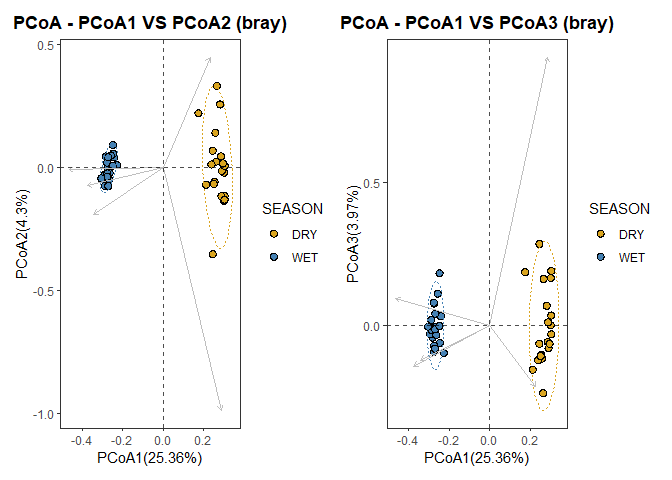 PCoA - PCoA1 VS PCoA2 (bray)
0.5
0.0
-0.5
-1.0
PCoA2(4.3%)
-0.4
-0.2
0.0
0.2
PCoA1(25.36%)
SEASON
DRY
WET
PCoA - PCoA1 VS PCoA3 (bray)
0.5
0.0
PCoA3(3.97%)
-0.4
-0.2
0.0
0.2
PCoA1(25.36%)
SEASON
DRY
WET